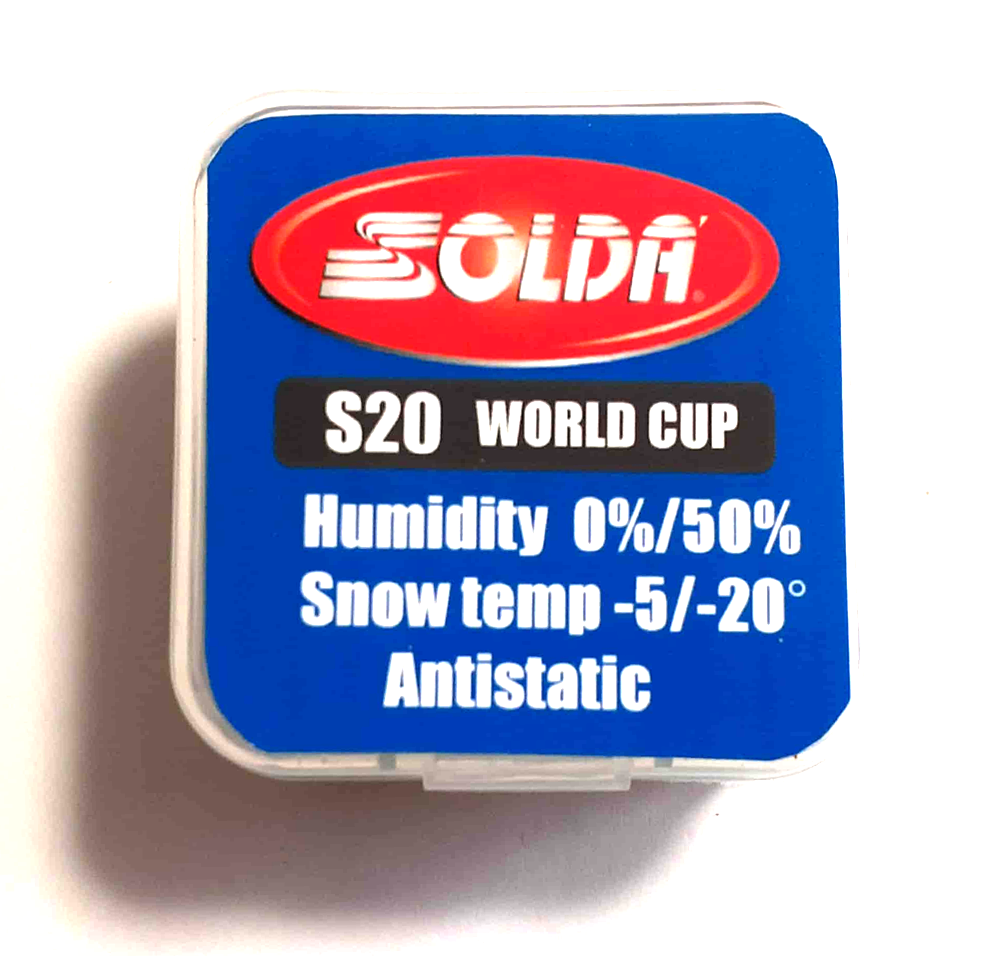 SOLDA'
S20 WORLD CUP
Humidity 0%/50%
Snow temp -5/-20°
Antistatic